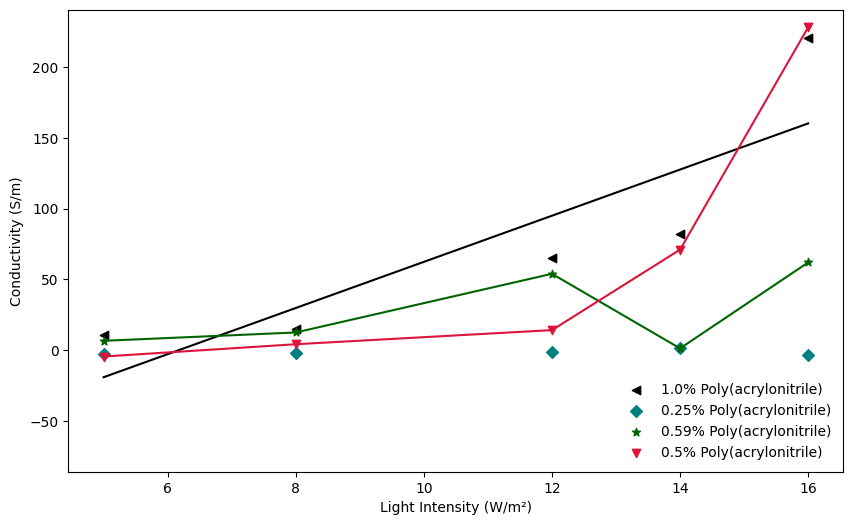 200
150
100
50
0
−50
6
8
10
12
14
16
Conductivity (S/m)
Light Intensity (W/m²)
1.0% Poly(acrylonitrile)
0.25% Poly(acrylonitrile)
0.59% Poly(acrylonitrile)
0.5% Poly(acrylonitrile)